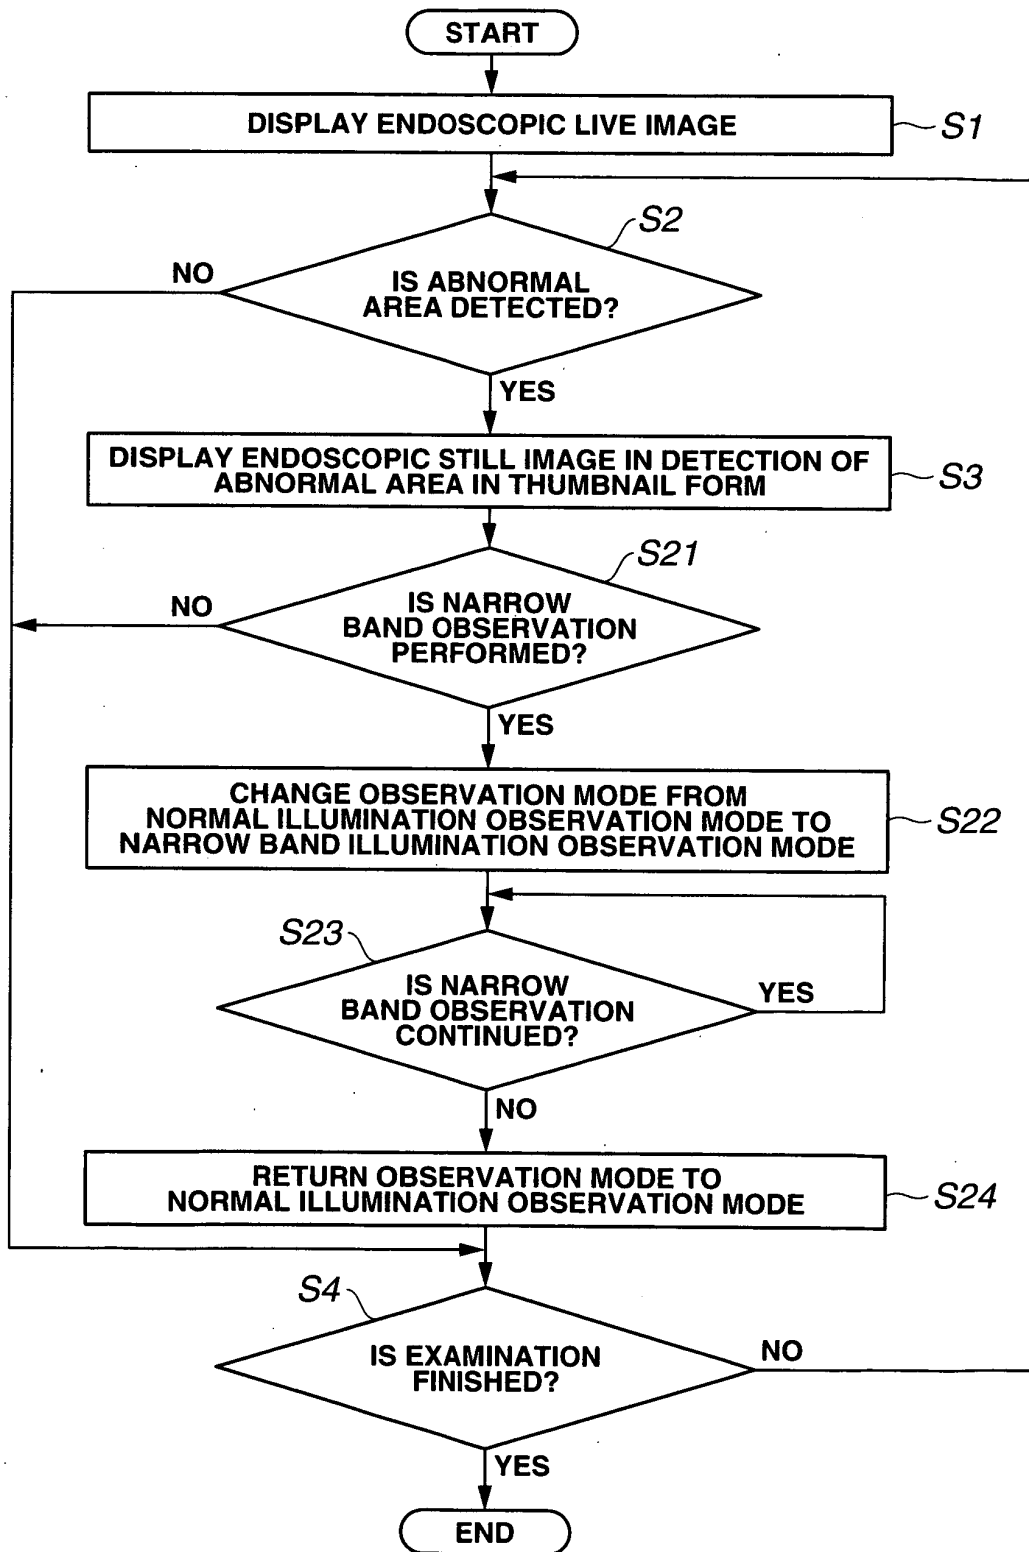 START
DISPLAY ENDOSCOPIC LIVE IMAGE
S1
S2
NO
IS ABNORMAL
AREA DETECTED?
YES
DISPLAY ENDOSCOPIC STILL IMAGE IN DETECTION OF
ABNORMAL AREA IN THUMBNAIL FORM
S3
S21
NO
IS NARROW
BAND OBSERVATION
PERFORMED?
YES
CHANGE OBSERVATION MODE FROM
NORMAL ILLUMINATION OBSERVATION MODE TO
NARROW BAND ILLUMINATION OBSERVATION MODE
S22
S23
IS NARROW
BAND OBSERVATION
CONTINUED?
YES
NO
RETURN OBSERVATION MODE TO
NORMAL ILLUMINATION OBSERVATION MODE
S24
S4
IS EXAMINATION
FINISHED?
NO
YES
END